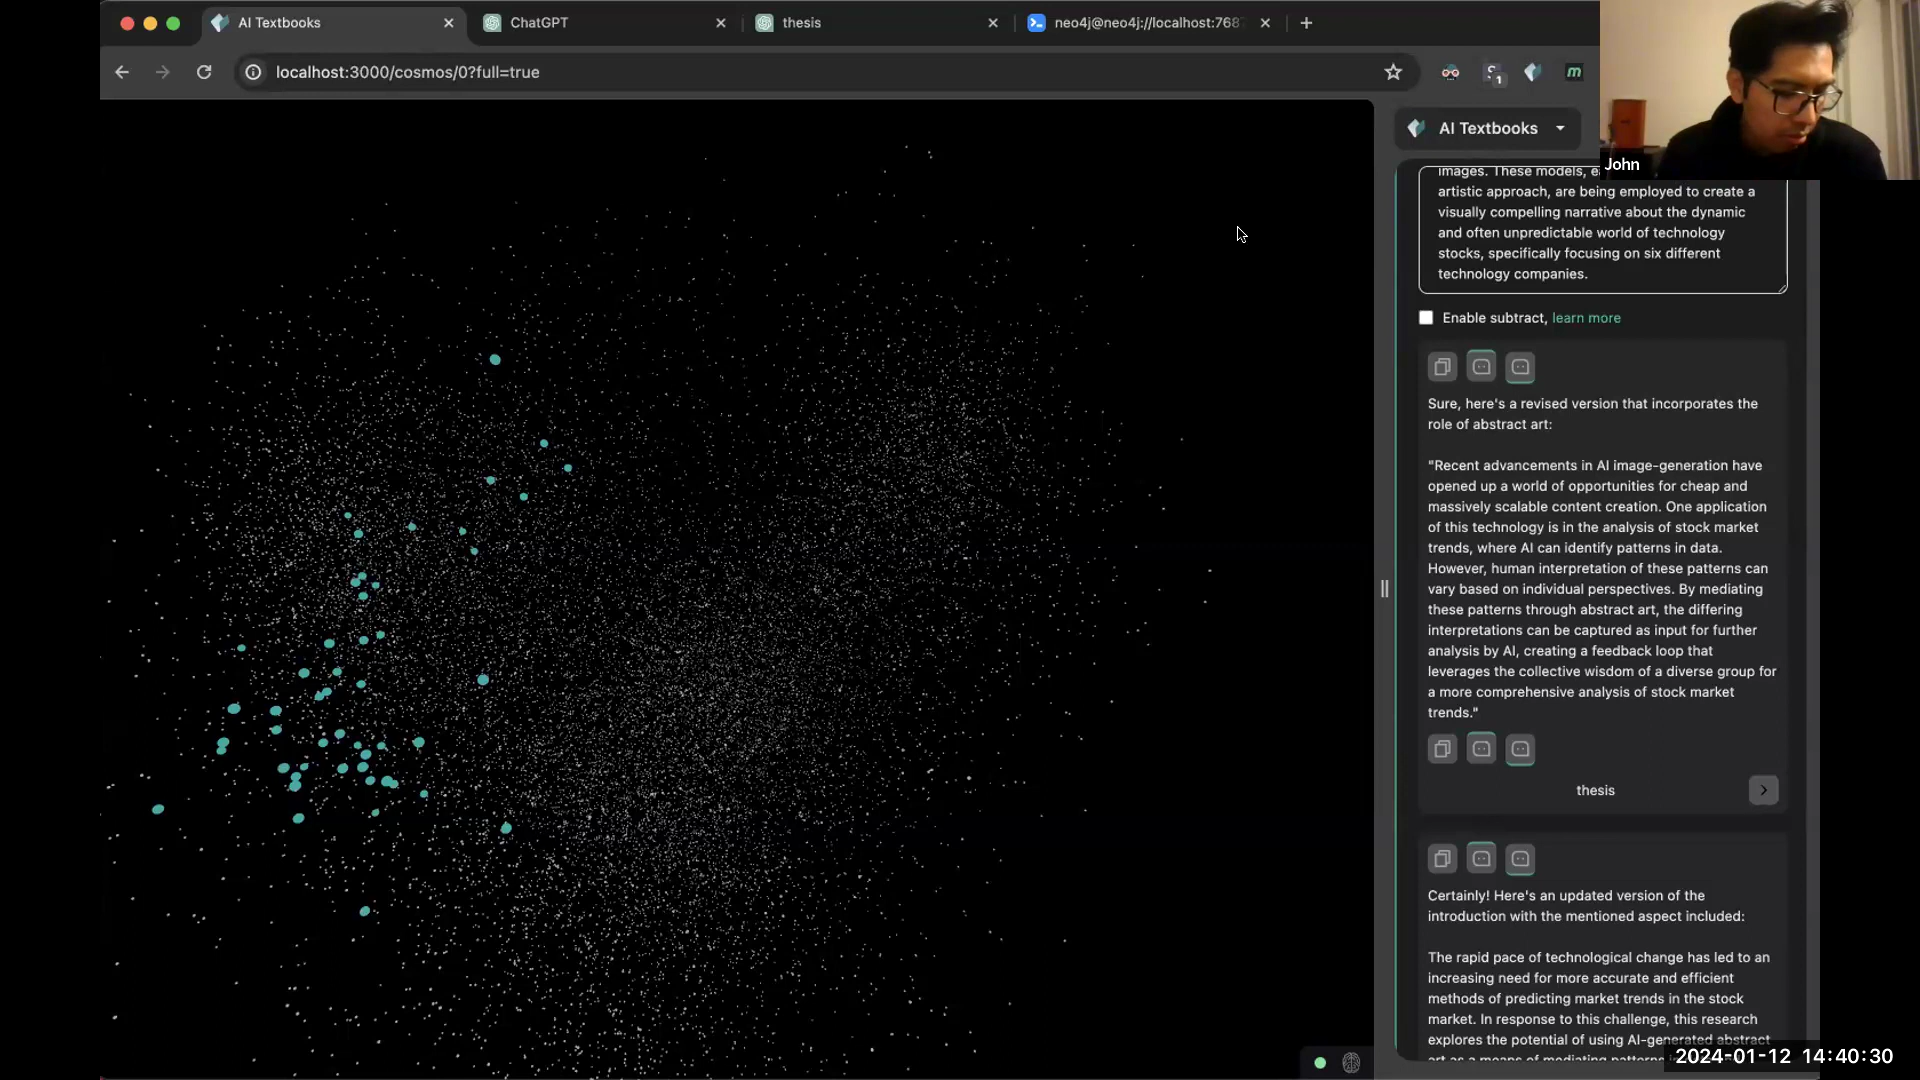 AI Textbooks
ChatGPT
thesis
neo4j@neo4j://localhost:768
localhost:3000/cosmos/0?full=true
1
m
AI Textbooks
John
images. These models, e
artistic approach, are being employed to create a
visually compelling narrative about the dynamic
and often unpredictable world of technology
stocks, specifically focusing on six different
technology companies.
Enable subtract, learn more
Sure, here's a revised version that incorporates the
role of abstract art:
"Recent advancements in AI image-generation have
opened up a world of opportunities for cheap and
massively scalable content creation. One application
of this technology is in the analysis of stock market
trends, where AI can identify patterns in data.
However, human interpretation of these patterns can
vary based on individual perspectives. By mediating
these patterns through abstract art, the differing
interpretations can be captured as input for further
analysis by AI, creating a feedback loop that
leverages the collective wisdom of a diverse group for
a more comprehensive analysis of stock market
trends."
thesis
Certainly! Here's an updated version of the
introduction with the mentioned aspect included:
The rapid pace of technological change has led to an
increasing need for more accurate and efficient
methods of predicting market trends in the stock
market. In response to this challenge, this research
explores the potential of using AI-generated abstract
art as a means of mediating patterns
2024-01-12 14:40:30